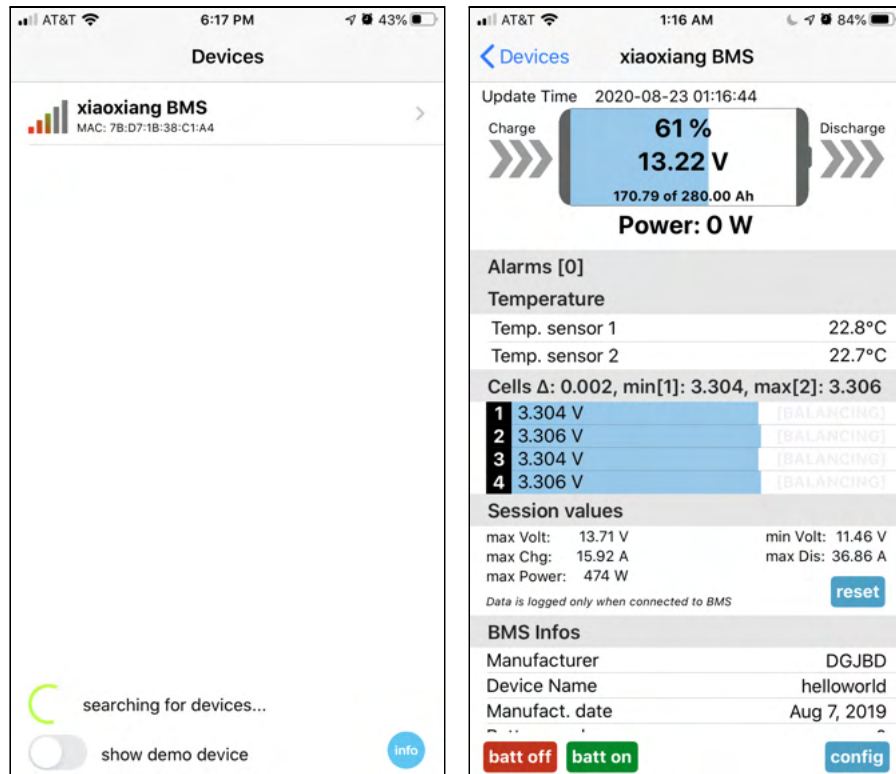 AT&T 6:17 PM 43%
Devices
xiaoxiang BMS
MAC: 7B:D7:1B:38:C1:A4
searching for devices...
show demo device
info
AT&T 1:16 AM 84%
Devices xiaoxiang BMS
Update Time 2020-08-23 01:16:44
Charge 61 % Discharge
13.22 V
170.79 of 280.00 Ah
Power: 0 W
Alarms [0]
Temperature
Temp. sensor 1 22.8°C
Temp. sensor 2 22.7°C
Cells Δ: 0.002, min[1]: 3.304, max[2]: 3.306
1 3.304 V [BALANCING]
2 3.306 V [BALANCING]
3 3.304 V [BALANCING]
4 3.306 V [BALANCING]
Session values
max Volt: 13.71 V min Volt: 11.46 V
max Chg: 15.92 A max Dis: 36.86 A
max Power: 474 W
Data is logged only when connected to BMS reset
BMS Infos
Manufacturer DGJBD
Device Name helloworld
Manufact. date Aug 7, 2019
batt off batt on config